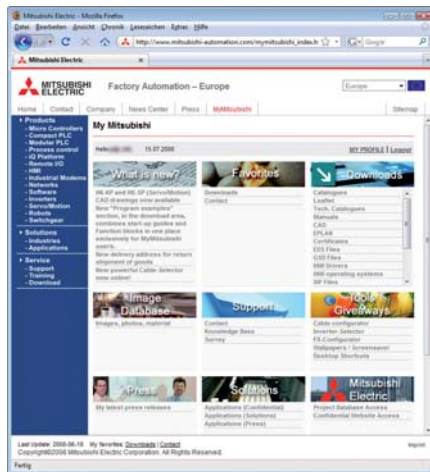 Mitsubishi Electric - Mozilla Firefox
Datei Bearbeiten Ansicht Chronik Lesezeichen Extras Hilfe
http://www.mitsubishi-automation.com/mymitsubishi_index.h
Google
Mitsubishi Electric
MITSUBISHI ELECTRIC
Factory Automation – Europe
Europe
Home Contact Company News Center Press MyMitsubishi Sitemap
Products
- Micro Controllers
- Compact PLC
- Modular PLC
- Process control
- iQ Platform
- Remote I/O
- HMI
- Industrial Modems
- Networks
- Software
- Inverters
- Servo/Motion
- Robots
- Switchgear
Solutions
- Industries
- Applications
Service
- Support
- Training
- Download
My Mitsubishi
Hello
15.07.2008
MY PROFILE | Logout
What is new?
HF-KP and HF-SP (Servo/Motion)
CAD drawings now available
New "Program examples"
section, in the download area,
combines start-up guides and
Function blocks in one place
exclusively for MyMitsubishi
users.
New delivery address for return
shipment of goods
New powerful Cable-Selector
now online!
Favorites
Downloads
Contact
Downloads
Catalogues
Leaflet
Tech. Catalogues
Manuals
CAD
EPLAN
Certificates
EDS Files
GSD Files
HMI Drivers
HMI operating systems
ZIP Files
Image
Database
Images, photos, material
Support
Contact
Knowledge Base
Survey
Tools
Giveaways
Cable configurator
Inverter-Selector
FX-Configurator
Wallpapers / Screensaver
Desktop Shortcuts
Press
My latest press releases
Solutions
Applications (Confidential)
Applications (Solutions)
Applications (Press)
Mitsubishi
Electric
Project Database Access
Confidential Website Access
Last Update: 2008-06-18 My favorites: Downloads | Contact
Imprint
Copyright©2008 Mitsubishi Electric Corporation. All Rights Reserved.
Fertig